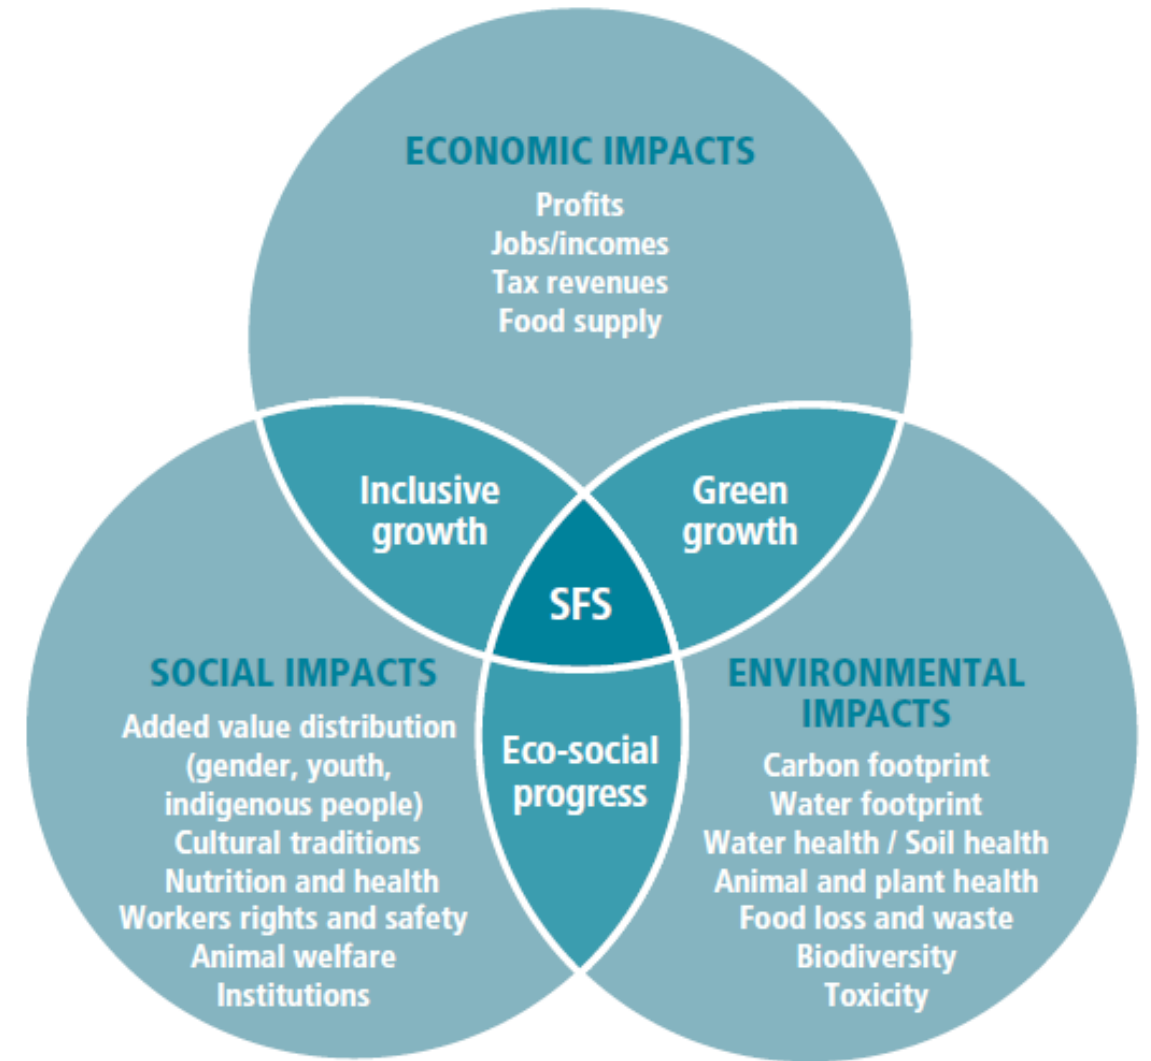 ECONOMIC IMPACTS
Profits
Jobs/incomes
Tax revenues
Food supply
Inclusive
growth
Green
growth
SFS
SOCIAL IMPACTS
Added value distribution
(gender, youth,
indigenous people)
Cultural traditions
Nutrition and health
Workers rights and safety
Animal welfare
Institutions
Eco-social
progress
ENVIRONMENTAL
IMPACTS
Carbon footprint
Water footprint
Water health / Soil health
Animal and plant health
Food loss and waste
Biodiversity
Toxicity